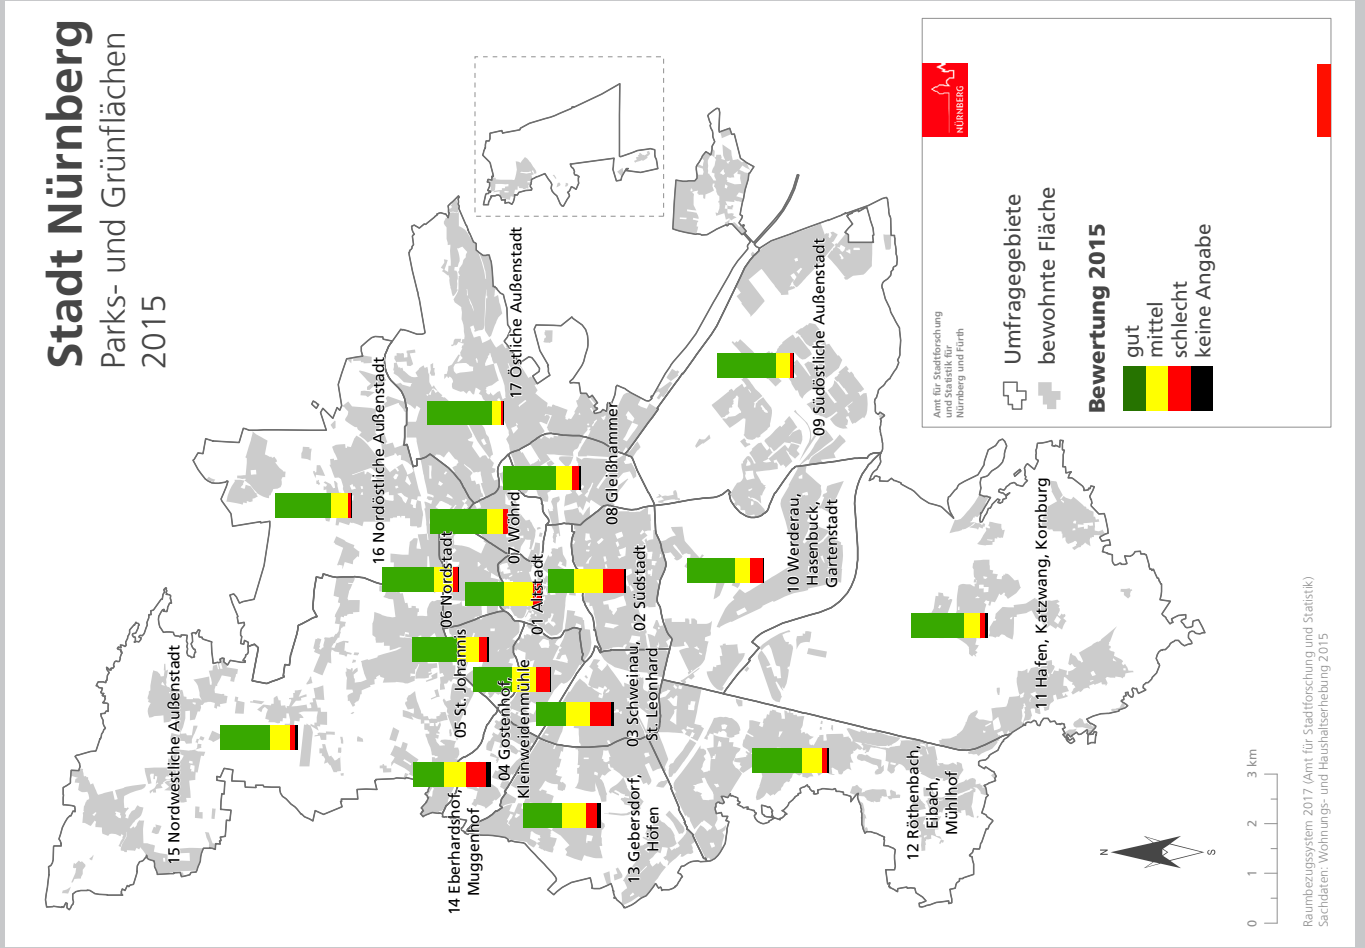 Stadt Nürnberg
Parks- und Grünflächen
2015
15 Nordwestliche Außenstadt
16 Nordöstliche Außenstadt
17 Östliche Außenstadt
06 Nordstadt
05 St. Johannis
14 Eberhardshof,
Muggenhof
04 Gostenhof,
Kleinweidenmühle
07 Wöhrd
01 Altstadt
08 Gleißhammer
02 Südstadt
03 Schweinau,
St. Leonhard
13 Gebersdorf,
Höfen
09 Südöstliche Außenstadt
10 Werderau,
Hasenbuck,
Gartenstadt
12 Röthenbach,
Eibach,
Mühlhof
11 Hafen, Katzwang, Kornburg
NÜRNBERG
Amt für Stadtforschung
und Statistik für
Nürnberg und Fürth
Umfragegebiete
bewohnte Fläche
Bewertung 2015
gut
mittel
schlecht
keine Angabe
N
S
0 1 2 3 km
Raumbezugssystem 2017 (Amt für Stadtforschung und Statistik)
Sachdaten: Wohnungs- und Haushaltserhebung 2015